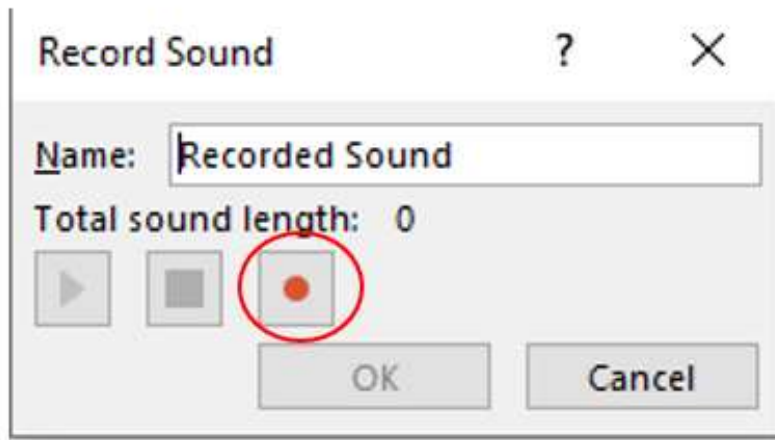 Record Sound ?
Name: Recorded Sound
Total sound length: 0
OK Cancel